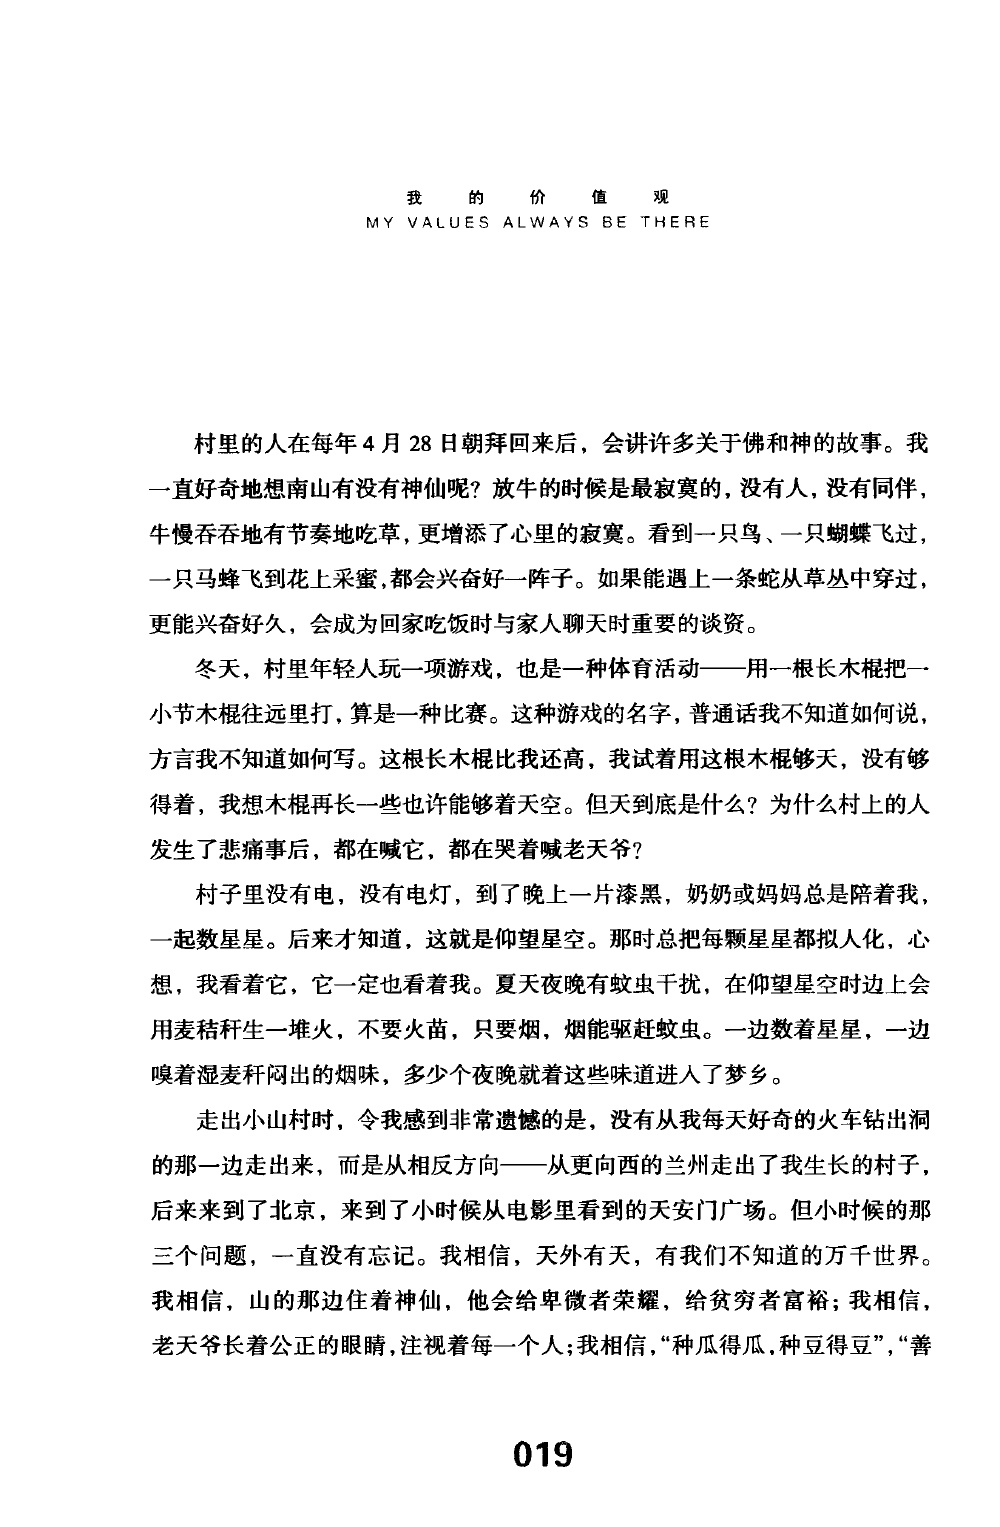 我的价值观
MY VALUES ALWAYS BE THERE
村里的人在每年4月28日朝拜回来后，会讲许多关于佛和神的故事。我
一直好奇地想南山有没有神仙呢？放牛的时候是最寂寞的，没有人，没有同伴，
牛慢吞吞地有节奏地吃草，更增添了心里的寂寞。看到一只鸟、一只蝴蝶飞过，
一只马蜂飞到花上采蜜，都会兴奋好一阵子。如果能遇上一条蛇从草丛中穿过，
更能兴奋好久，会成为回家吃饭时与家人聊天时重要的谈资。
冬天，村里年轻人玩一项游戏，也是一种体育活动——用一根长木棍把一
小节木棍往远里打，算是一种比赛。这种游戏的名字，普通话我不知道如何说，
方言我不知道如何写。这根长木棍比我还高，我试着用这根木棍够天，没有够
得着，我想木棍再长一些也许能够着天空。但天到底是什么？为什么村上的人
发生了悲痛事后，都在喊它，都在哭着喊老天爷？
村子里没有电，没有电灯，到了晚上一片漆黑，奶奶或妈妈总是陪着我，
一起数星星。后来才知道，这就是仰望星空。那时总把每颗星星都拟人化，心
想，我看着它，它一定也看着我。夏天夜晚有蚊虫干扰，在仰望星空时边上会
用麦秸秆生一堆火，不要火苗，只要烟，烟能驱赶蚊虫。一边数着星星，一边
嗅着湿麦秆闷出的烟味，多少个夜晚就着这些味道进入了梦乡。
走出小山村时，令我感到非常遗憾的是，没有从我每天好奇的火车钻出洞
的那一边走出来，而是从相反方向——从更向西的兰州走出了我生长的村子，
后来来到了北京，来到了小时候从电影里看到的天安门广场。但小时候的那
三个问题，一直没有忘记。我相信，天外有天，有我们不知道的万千世界。
我相信，山的那边住着神仙，他会给卑微者荣耀，给贫穷者富裕；我相信，
老天爷长着公正的眼睛，注视着每一个人；我相信，“种瓜得瓜，种豆得豆”，“善
019